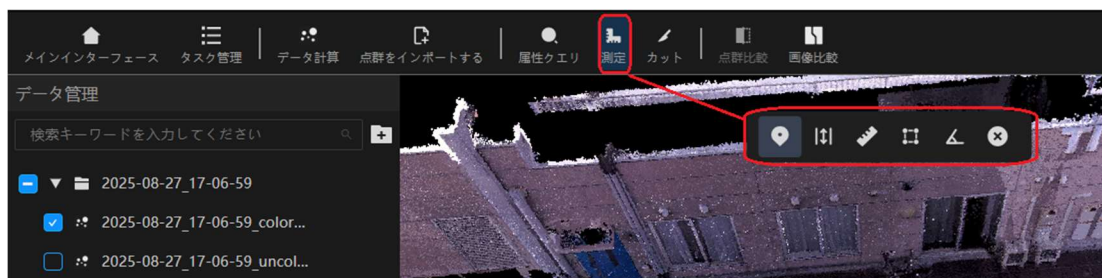 メインインターフェース タスク管理 データ計算 点群をインポートする 属性クエリ 測定 カット 点群比較 画像比較
データ管理
検索キーワードを入力してください
2025-08-27_17-06-59
2025-08-27_17-06-59_color...
2025-08-27_17-06-59_uncol...